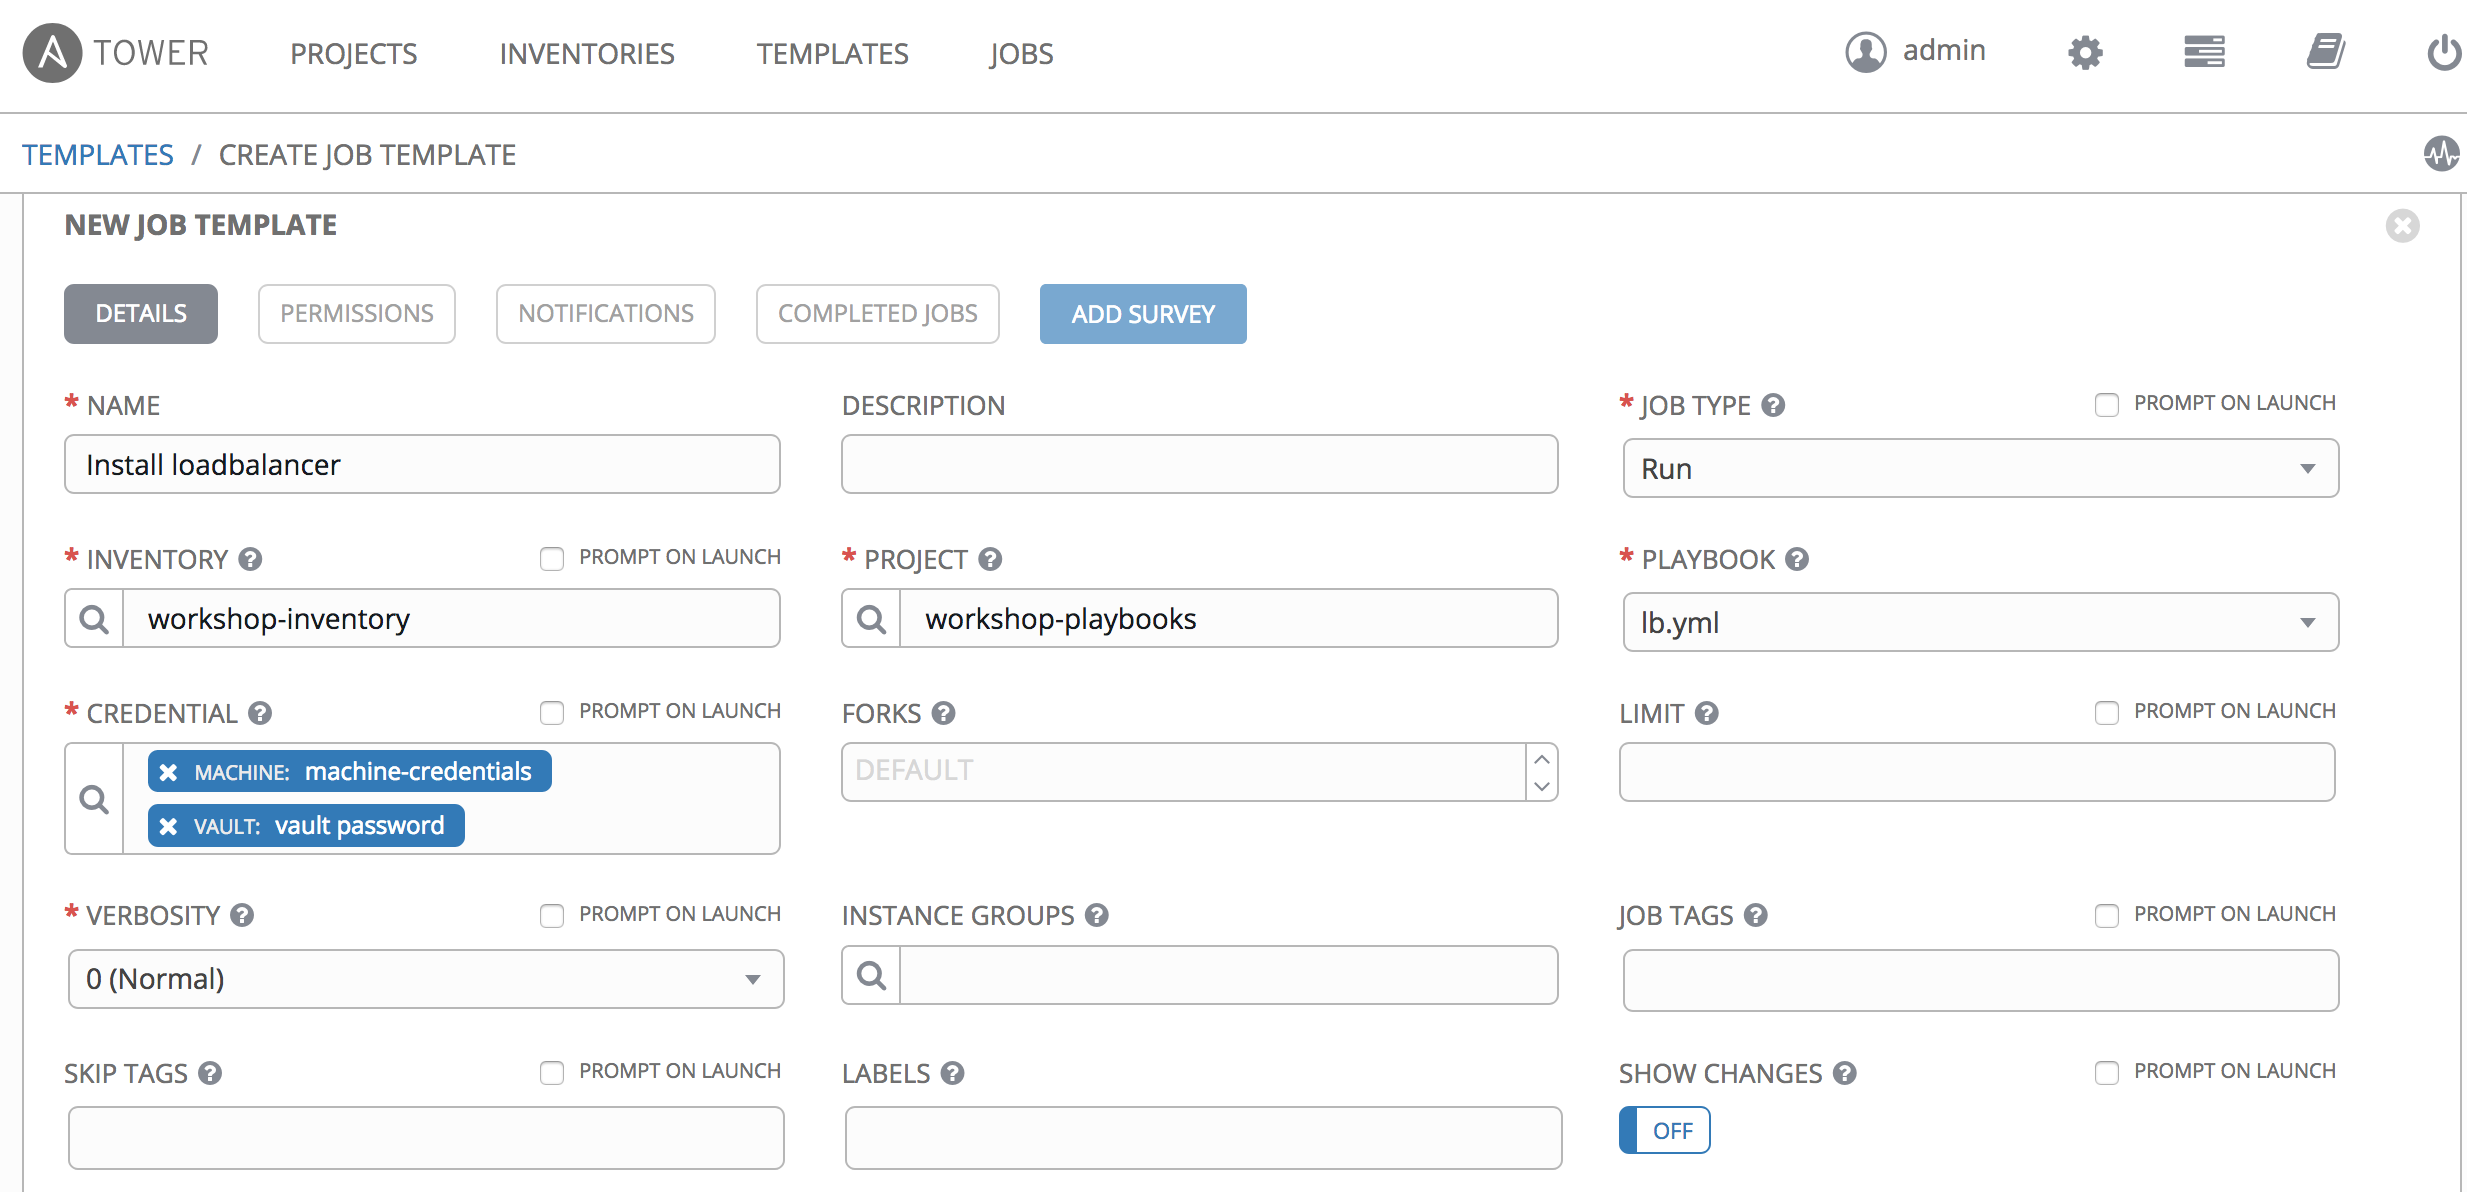 A TOWER PROJECTS INVENTORIES TEMPLATES JOBS admin
TEMPLATES / CREATE JOB TEMPLATE
NEW JOB TEMPLATE
DETAILS PERMISSIONS NOTIFICATIONS COMPLETED JOBS ADD SURVEY
* NAME DESCRIPTION * JOB TYPE ? PROMPT ON LAUNCH
Install loadbalancer Run
* INVENTORY ? PROMPT ON LAUNCH * PROJECT ? * PLAYBOOK ?
workshop-inventory workshop-playbooks lb.yml
* CREDENTIAL ? PROMPT ON LAUNCH FORKS ? LIMIT ? PROMPT ON LAUNCH
MACHINE: machine-credentials DEFAULT
VAULT: vault password
* VERBOSITY ? PROMPT ON LAUNCH INSTANCE GROUPS ? JOB TAGS ? PROMPT ON LAUNCH
0 (Normal)
SKIP TAGS ? PROMPT ON LAUNCH LABELS ? SHOW CHANGES ? PROMPT ON LAUNCH
OFF